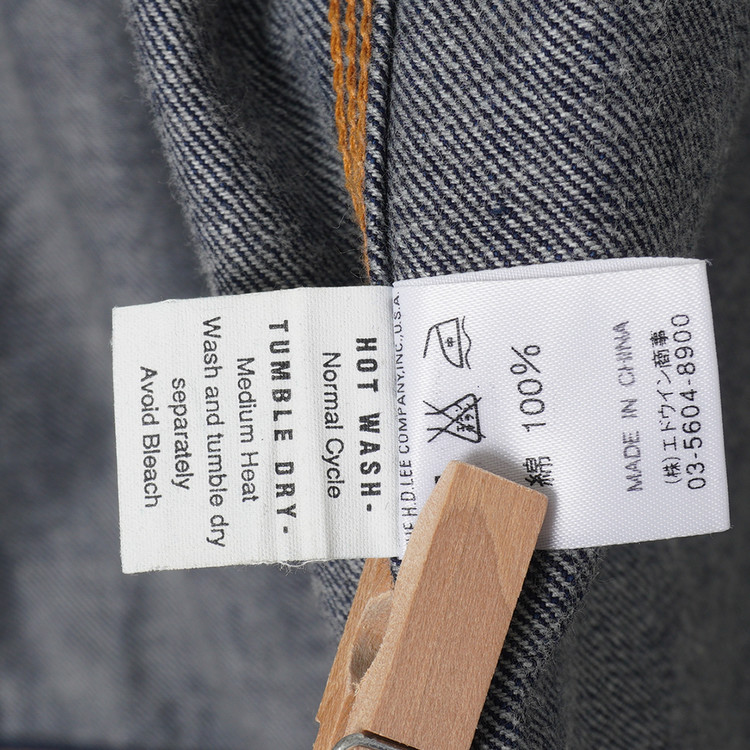 HOT WASH-
Normal Cycle
TUMBLE DRY-
Medium Heat
Wash and tumble dry
separately
Avoid Bleach
H.D.LEE COMPANY,INC.,U.S.A.
綿 100%
MADE IN CHINA
(株)エドウイン商事
03-5604-8900